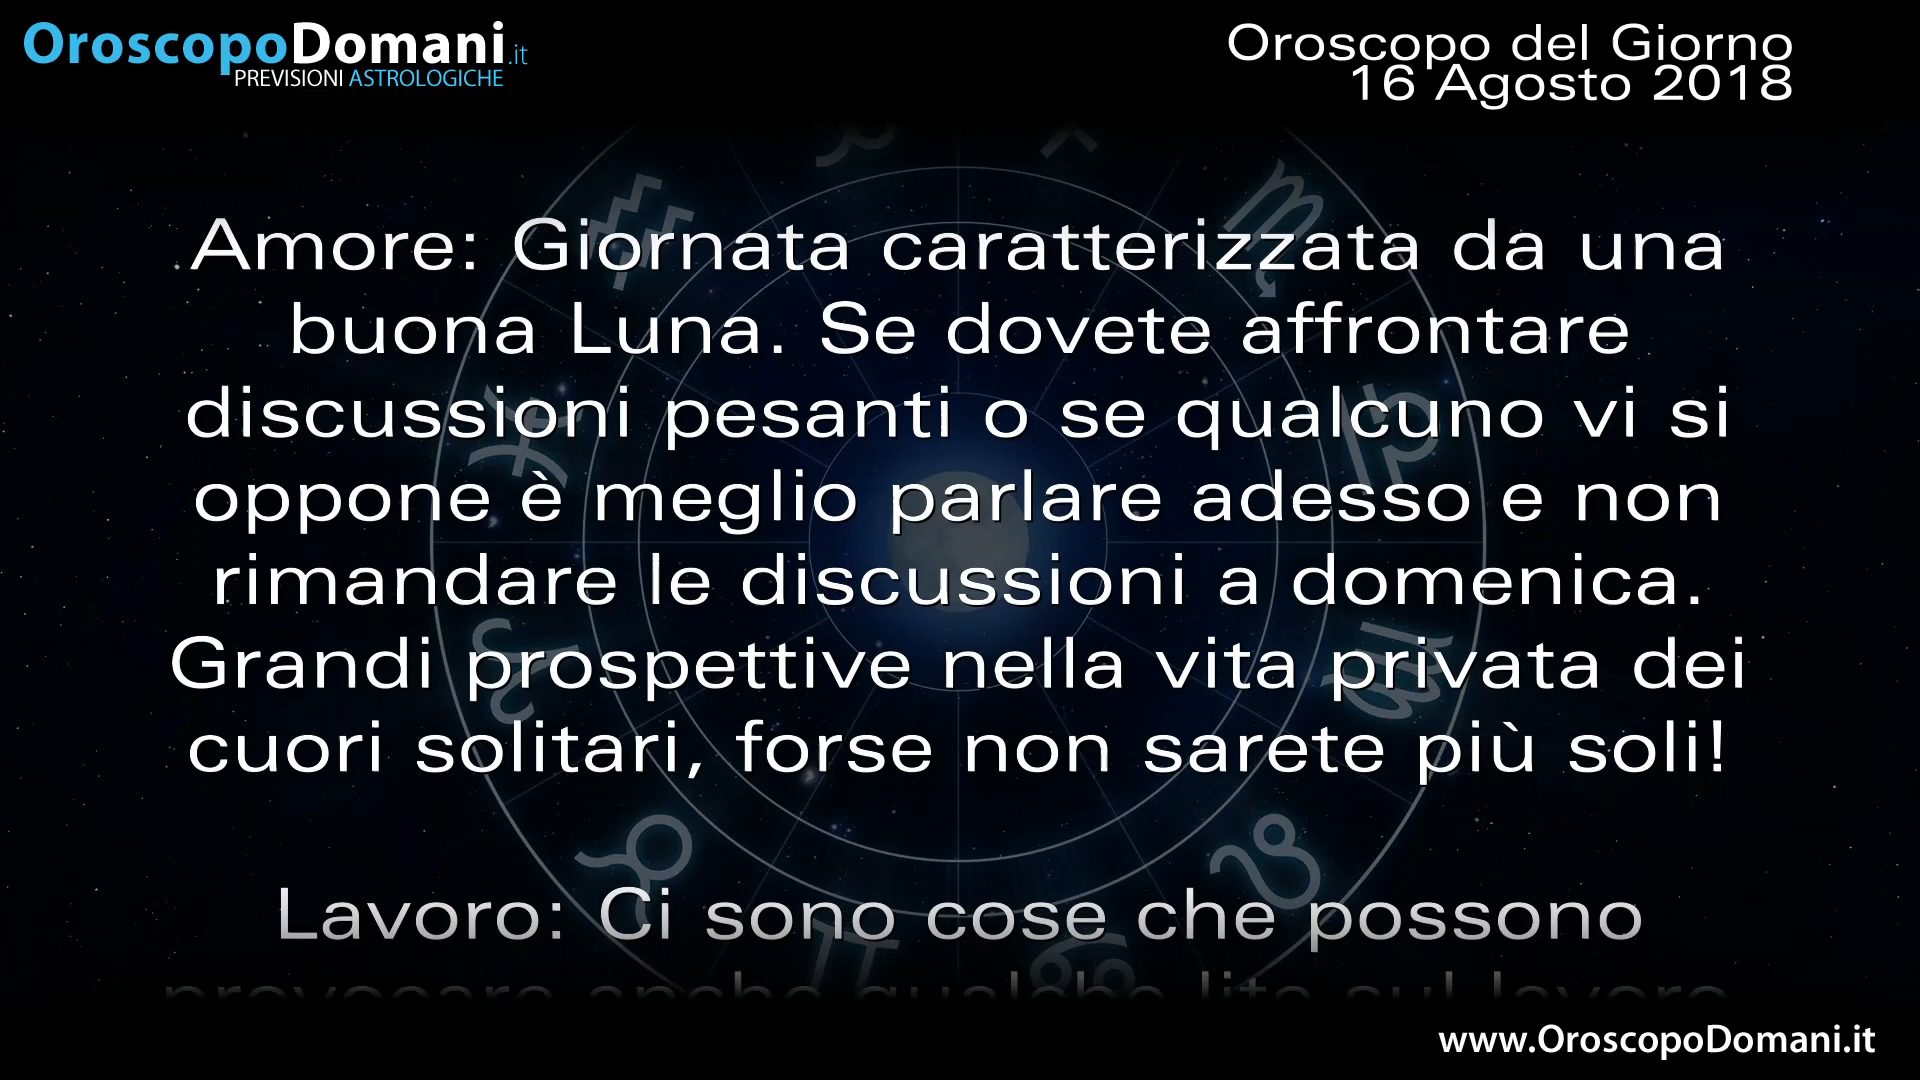 OroscopoDomani.it
PREVISIONI ASTROLOGICHE
Oroscopo del Giorno
16 Agosto 2018
Amore: Giornata caratterizzata da una
buona Luna. Se dovete affrontare
discussioni pesanti o se qualcuno vi si
oppone è meglio parlare adesso e non
rimandare le discussioni a domenica.
Grandi prospettive nella vita privata dei
cuori solitari, forse non sarete più soli!
Lavoro: Ci sono cose che possono
provocare anche qualche lite sul lavoro
www.OroscopoDomani.it